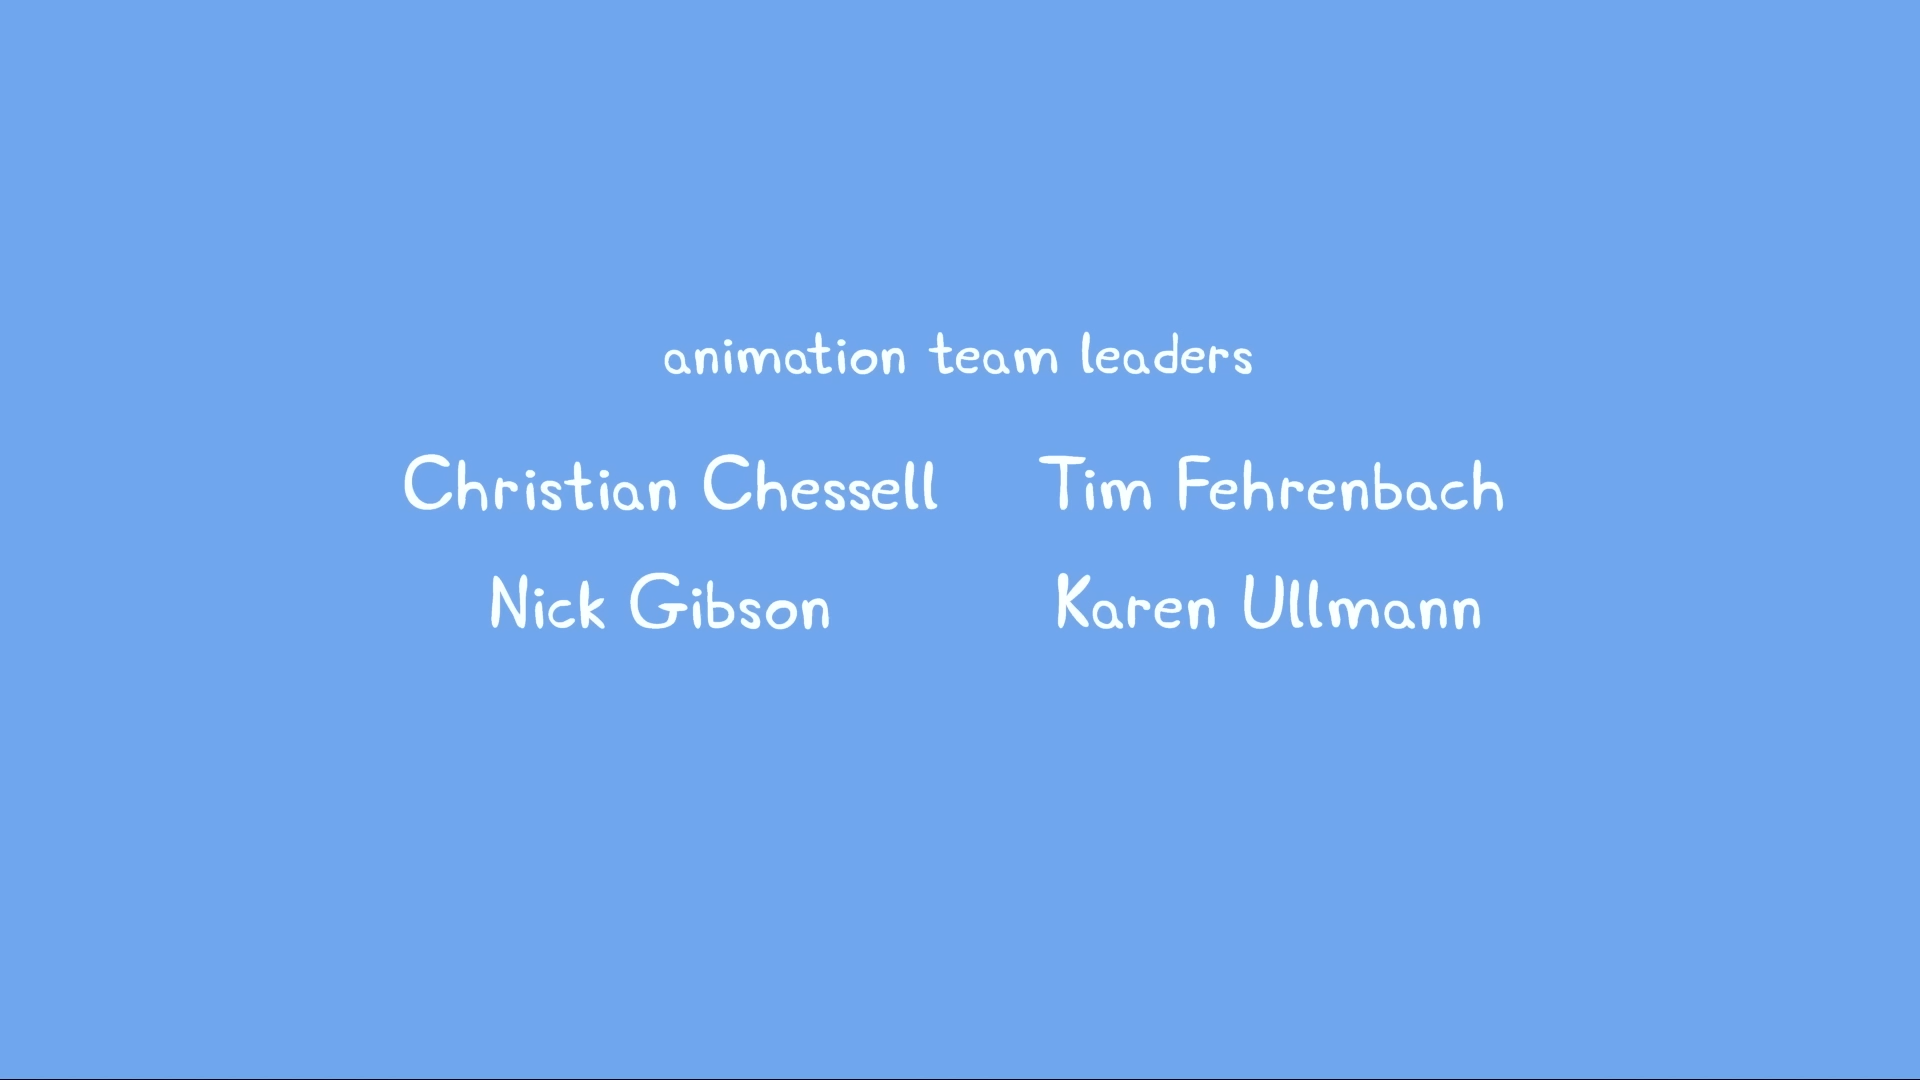 animation team leaders
Christian Chessell Tim Fehrenbach
Nick Gibson Karen Ullmann